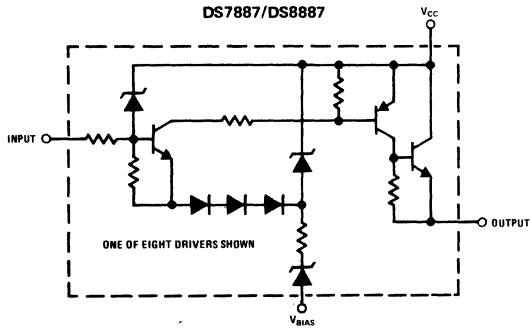 DS7887/DS8887
VCC
INPUT
OUTPUT
ONE OF EIGHT DRIVERS SHOWN
VBIAS